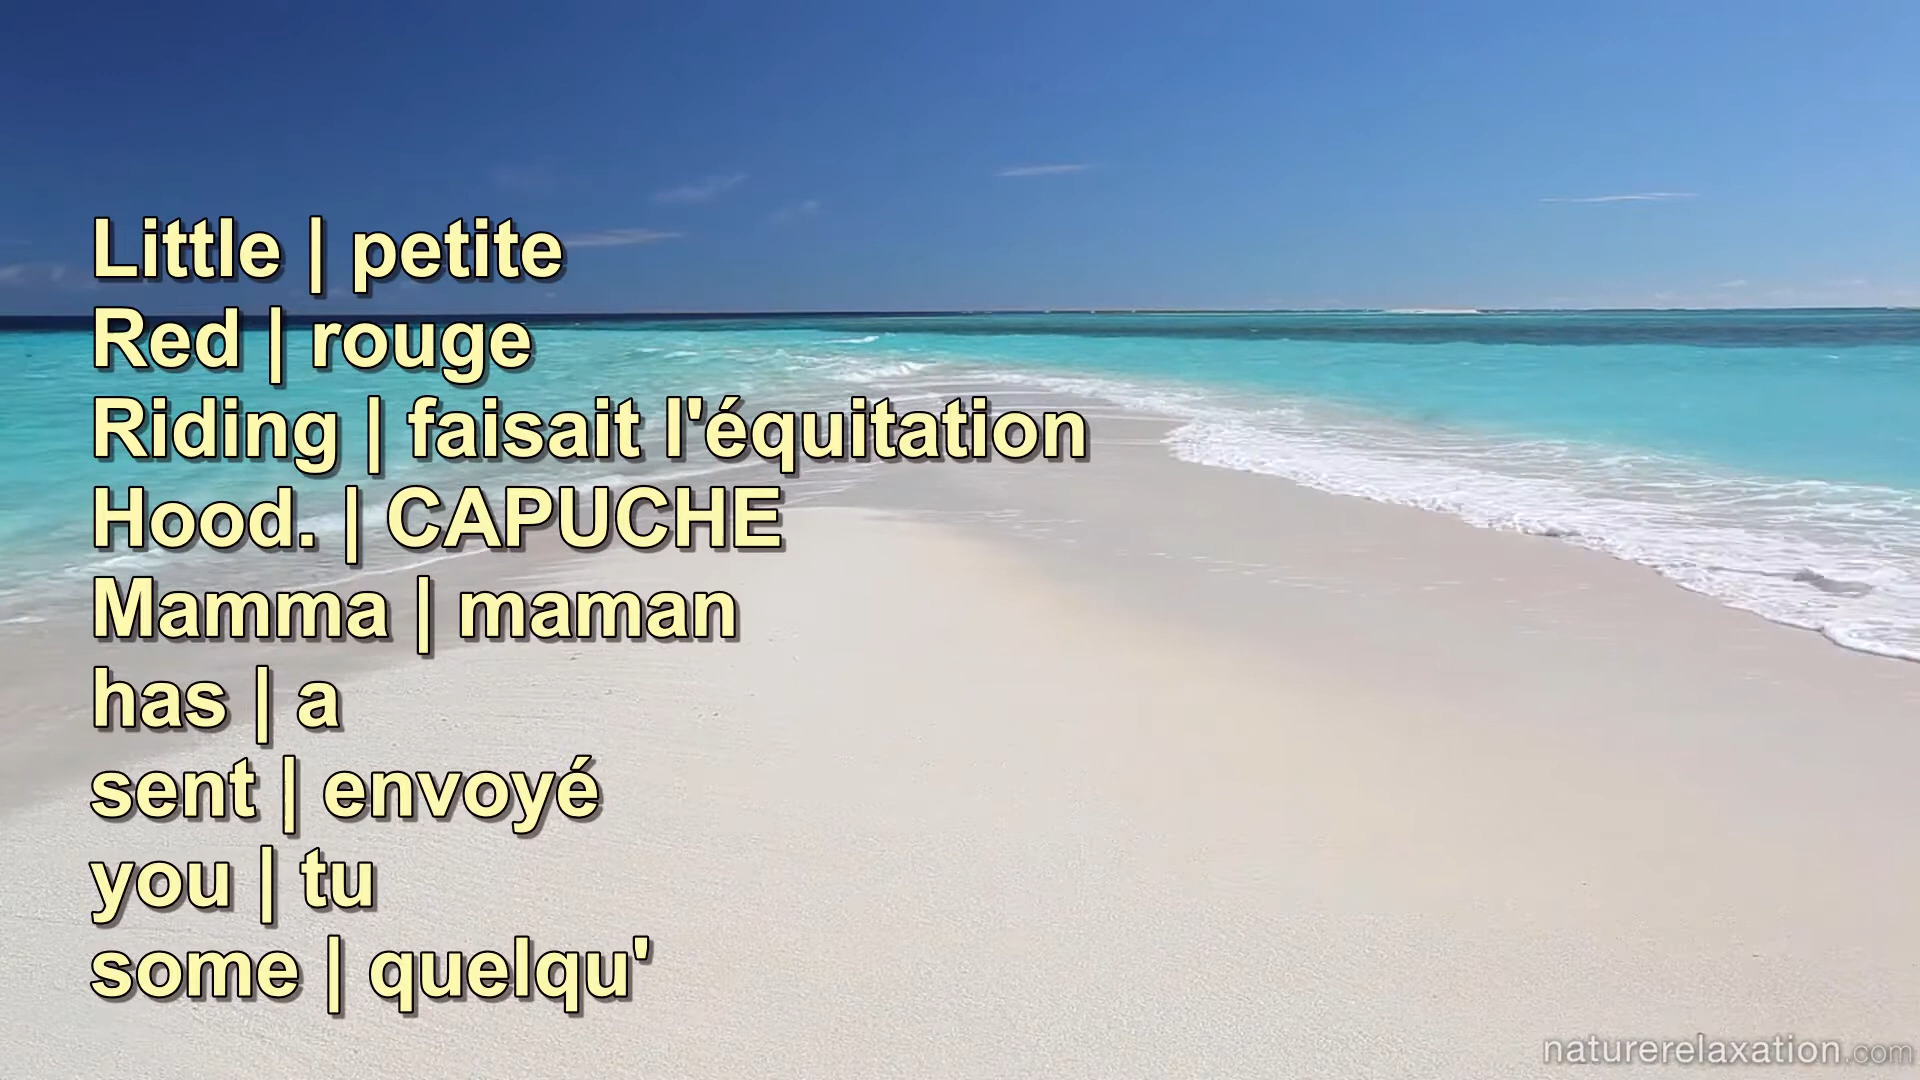 Little | petite
Red | rouge
Riding | faisait l'équitation
Hood. | CAPUCHE
Mamma | maman
has | a
sent | envoyé
you | tu
some | quelqu'
naturerelaxation.com